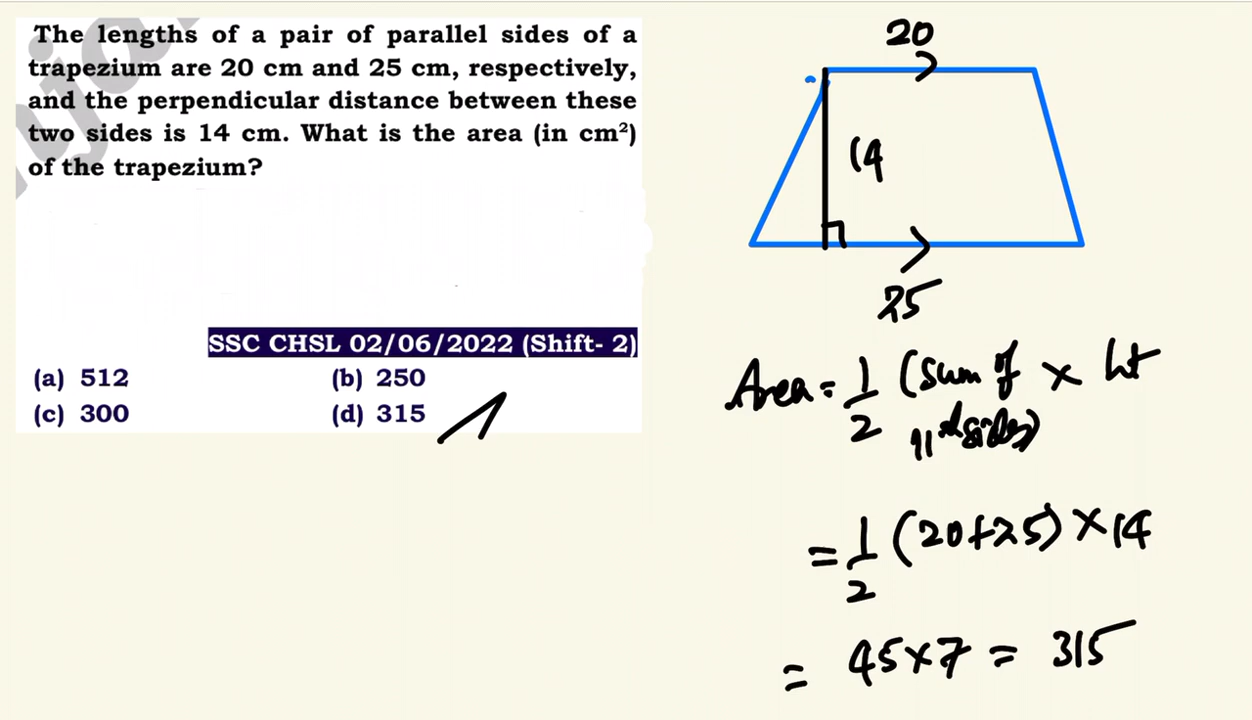 The lengths of a pair of parallel sides of a
trapezium are 20 cm and 25 cm, respectively,
and the perpendicular distance between these
two sides is 14 cm. What is the area (in cm²)
of the trapezium?
SSC CHSL 02/06/2022 (Shift- 2)
(a) 512 (b) 250
(c) 300 (d) 315
20
14
25
Area = 1/2 (Sum of × ht
||el sides)
= 1/2 (20+25) × 14
= 45×7 = 315